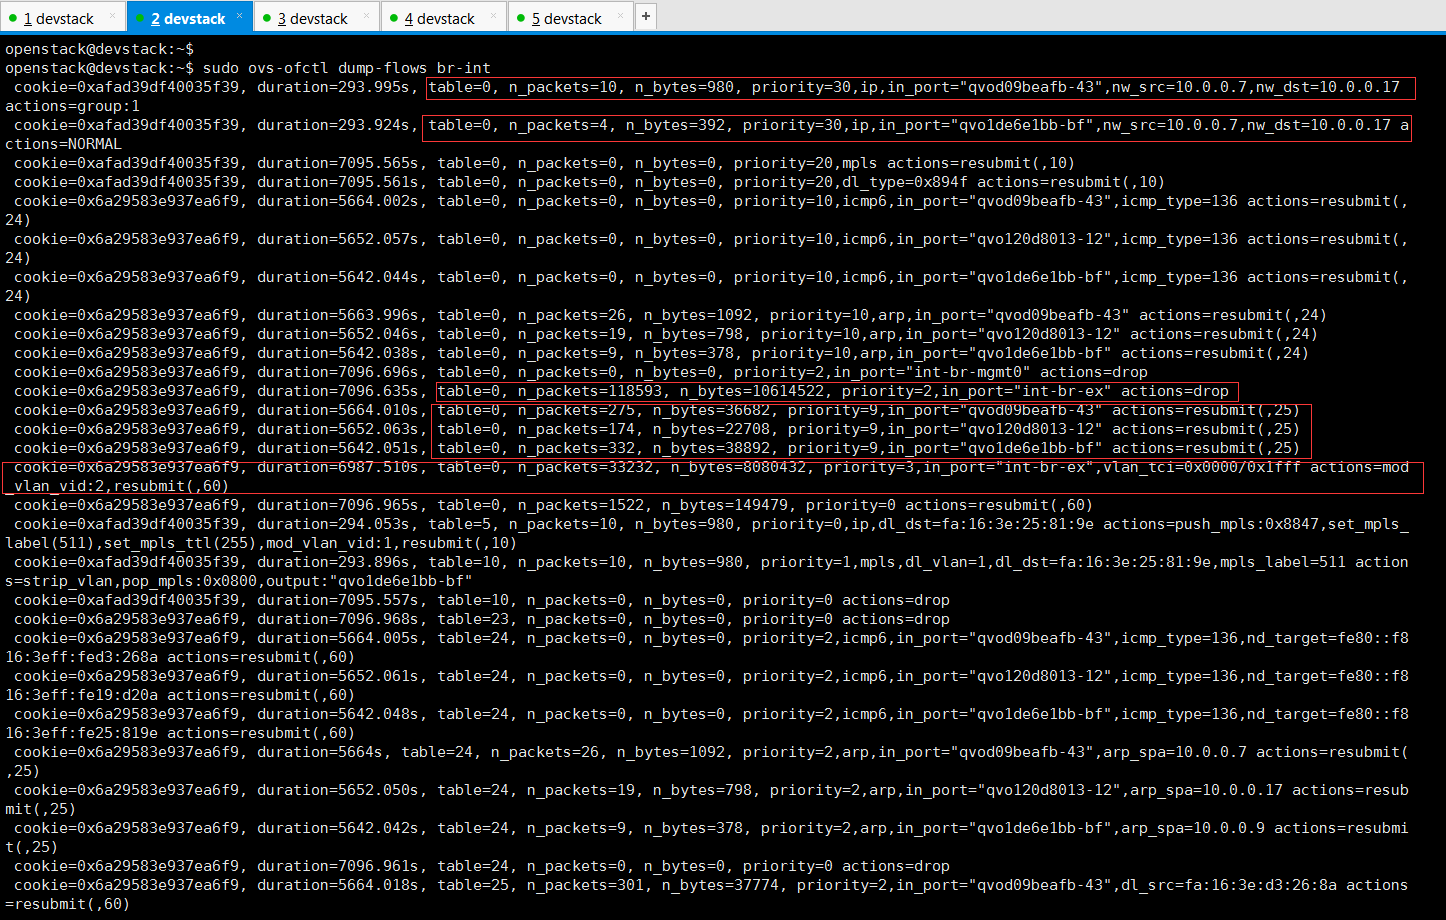 1 devstack × 2 devstack × 3 devstack × 4 devstack × 5 devstack × +
openstack@devstack:~$
openstack@devstack:~$ sudo ovs-ofctl dump-flows br-int
cookie=0xafad39df40035f39, duration=293.995s, table=0, n_packets=10, n_bytes=980, priority=30,ip,in_port="qvod09beafb-43",nw_src=10.0.0.7,nw_dst=10.0.0.17
actions=group:1
cookie=0xafad39df40035f39, duration=293.924s, table=0, n_packets=4, n_bytes=392, priority=30,ip,in_port="qvo1de6e1bb-bf",nw_src=10.0.0.7,nw_dst=10.0.0.17 a
ctions=NORMAL
cookie=0xafad39df40035f39, duration=7095.565s, table=0, n_packets=0, n_bytes=0, priority=20,mpls actions=resubmit(,10)
cookie=0xafad39df40035f39, duration=7095.561s, table=0, n_packets=0, n_bytes=0, priority=20,dl_type=0x894f actions=resubmit(,10)
cookie=0x6a29583e937ea6f9, duration=5664.002s, table=0, n_packets=0, n_bytes=0, priority=10,icmp6,in_port="qvod09beafb-43",icmp_type=136 actions=resubmit(,
24)
cookie=0x6a29583e937ea6f9, duration=5652.057s, table=0, n_packets=0, n_bytes=0, priority=10,icmp6,in_port="qvo120d8013-12",icmp_type=136 actions=resubmit(,
24)
cookie=0x6a29583e937ea6f9, duration=5642.044s, table=0, n_packets=0, n_bytes=0, priority=10,icmp6,in_port="qvo1de6e1bb-bf",icmp_type=136 actions=resubmit(,
24)
cookie=0x6a29583e937ea6f9, duration=5663.996s, table=0, n_packets=26, n_bytes=1092, priority=10,arp,in_port="qvod09beafb-43" actions=resubmit(,24)
cookie=0x6a29583e937ea6f9, duration=5652.046s, table=0, n_packets=19, n_bytes=798, priority=10,arp,in_port="qvo120d8013-12" actions=resubmit(,24)
cookie=0x6a29583e937ea6f9, duration=5642.038s, table=0, n_packets=9, n_bytes=378, priority=10,arp,in_port="qvo1de6e1bb-bf" actions=resubmit(,24)
cookie=0x6a29583e937ea6f9, duration=7096.696s, table=0, n_packets=0, n_bytes=0, priority=2,in_port="int-br-mgmt0" actions=drop
cookie=0x6a29583e937ea6f9, duration=7096.635s, table=0, n_packets=118593, n_bytes=10614522, priority=2,in_port="int-br-ex" actions=drop
cookie=0x6a29583e937ea6f9, duration=5664.010s, table=0, n_packets=275, n_bytes=36682, priority=9,in_port="qvod09beafb-43" actions=resubmit(,25)
cookie=0x6a29583e937ea6f9, duration=5652.063s, table=0, n_packets=174, n_bytes=22708, priority=9,in_port="qvo120d8013-12" actions=resubmit(,25)
cookie=0x6a29583e937ea6f9, duration=5642.051s, table=0, n_packets=332, n_bytes=38892, priority=9,in_port="qvo1de6e1bb-bf" actions=resubmit(,25)
cookie=0x6a29583e937ea6f9, duration=6987.510s, table=0, n_packets=33232, n_bytes=8080432, priority=3,in_port="int-br-ex",vlan_tci=0x0000/0x1fff actions=mod
_vlan_vid:2,resubmit(,60)
cookie=0x6a29583e937ea6f9, duration=7096.965s, table=0, n_packets=1522, n_bytes=149479, priority=0 actions=resubmit(,60)
cookie=0xafad39df40035f39, duration=294.053s, table=5, n_packets=10, n_bytes=980, priority=0,ip,dl_dst=fa:16:3e:25:81:9e actions=push_mpls:0x8847,set_mpls_
label(511),set_mpls_ttl(255),mod_vlan_vid:1,resubmit(,10)
cookie=0xafad39df40035f39, duration=293.896s, table=10, n_packets=10, n_bytes=980, priority=1,mpls,dl_vlan=1,dl_dst=fa:16:3e:25:81:9e,mpls_label=511 action
s=strip_vlan,pop_mpls:0x0800,output:"qvo1de6e1bb-bf"
cookie=0xafad39df40035f39, duration=7095.557s, table=10, n_packets=0, n_bytes=0, priority=0 actions=drop
cookie=0x6a29583e937ea6f9, duration=7096.968s, table=23, n_packets=0, n_bytes=0, priority=0 actions=drop
cookie=0x6a29583e937ea6f9, duration=5664.005s, table=24, n_packets=0, n_bytes=0, priority=2,icmp6,in_port="qvod09beafb-43",icmp_type=136,nd_target=fe80::f8
16:3eff:fed3:268a actions=resubmit(,60)
cookie=0x6a29583e937ea6f9, duration=5652.061s, table=24, n_packets=0, n_bytes=0, priority=2,icmp6,in_port="qvo120d8013-12",icmp_type=136,nd_target=fe80::f8
16:3eff:fe19:d20a actions=resubmit(,60)
cookie=0x6a29583e937ea6f9, duration=5642.048s, table=24, n_packets=0, n_bytes=0, priority=2,icmp6,in_port="qvo1de6e1bb-bf",icmp_type=136,nd_target=fe80::f8
16:3eff:fe25:819e actions=resubmit(,60)
cookie=0x6a29583e937ea6f9, duration=5664s, table=24, n_packets=26, n_bytes=1092, priority=2,arp,in_port="qvod09beafb-43",arp_spa=10.0.0.7 actions=resubmit(
,25)
cookie=0x6a29583e937ea6f9, duration=5652.050s, table=24, n_packets=19, n_bytes=798, priority=2,arp,in_port="qvo120d8013-12",arp_spa=10.0.0.17 actions=resub
mit(,25)
cookie=0x6a29583e937ea6f9, duration=5642.042s, table=24, n_packets=9, n_bytes=378, priority=2,arp,in_port="qvo1de6e1bb-bf",arp_spa=10.0.0.9 actions=resubmi
t(,25)
cookie=0x6a29583e937ea6f9, duration=7096.961s, table=24, n_packets=0, n_bytes=0, priority=0 actions=drop
cookie=0x6a29583e937ea6f9, duration=5664.018s, table=25, n_packets=301, n_bytes=37774, priority=2,in_port="qvod09beafb-43",dl_src=fa:16:3e:d3:26:8a actions
=resubmit(,60)